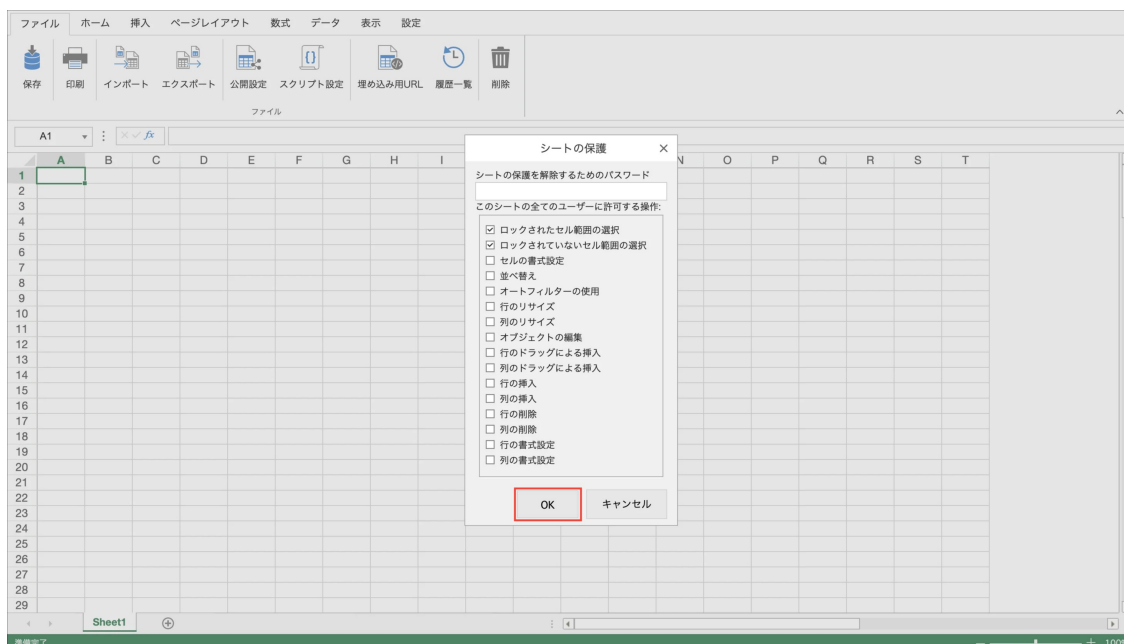 ファイル ホーム 挿入 ページレイアウト 数式 データ 表示 設定
保存 印刷 インポート エクスポート 公開設定 スクリプト設定 埋め込み用URL 履歴一覧 削除
ファイル
A1 fx
シートの保護 ×
シートの保護を解除するためのパスワード
このシートの全てのユーザーに許可する操作:
ロックされたセル範囲の選択
ロックされていないセル範囲の選択
セルの書式設定
並べ替え
オートフィルターの使用
行のリサイズ
列のリサイズ
オブジェクトの編集
行のドラッグによる挿入
列のドラッグによる挿入
行の挿入
列の挿入
行の削除
列の削除
行の書式設定
列の書式設定
OK キャンセル
A B C D E F G H I N O P Q R S T
1
2
3
4
5
6
7
8
9
10
11
12
13
14
15
16
17
18
19
20
21
22
23
24
25
26
27
28
29
Sheet1
準備完了